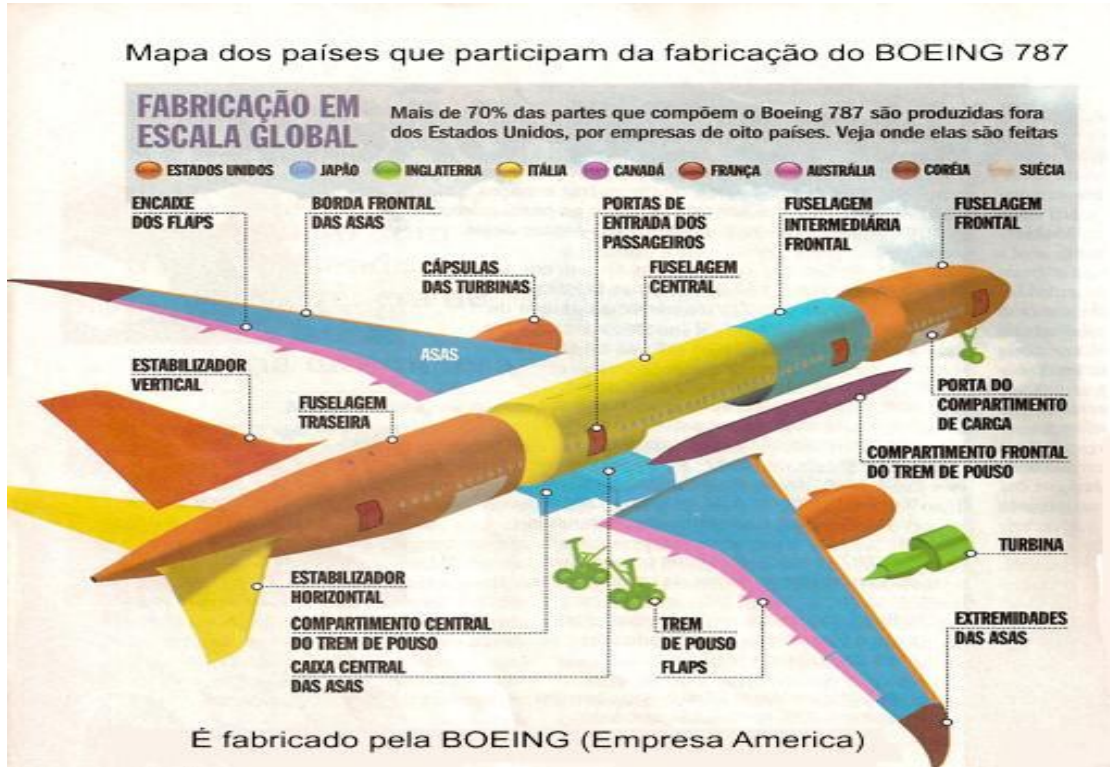 Mapa dos países que participam da fabricação do BOEING 787
FABRICAÇÃO EM
ESCALA GLOBAL
Mais de 70% das partes que compõem o Boeing 787 são produzidas fora
dos Estados Unidos, por empresas de oito países. Veja onde elas são feitas
ESTADOS UNIDOS JAPÃO INGLATERRA ITÁLIA CANADÁ FRANÇA AUSTRÁLIA CORÉIA SUÉCIA
ENCAIXE
DOS FLAPS
BORDA FRONTAL
DAS ASAS
PORTAS DE
ENTRADA DOS
PASSAGEIROS
FUSELAGEM
INTERMEDIÁRIA
FRONTAL
FUSELAGEM
FRONTAL
CÁPSULAS
DAS TURBINAS
FUSELAGEM
CENTRAL
ASAS
ESTABILIZADOR
VERTICAL
FUSELAGEM
TRASEIRA
PORTA DO
COMPARTIMENTO
DE CARGA
COMPARTIMENTO FRONTAL
DO TREM DE POUSO
TURBINA
ESTABILIZADOR
HORIZONTAL
COMPARTIMENTO CENTRAL
DO TREM DE POUSO
CAIXA CENTRAL
DAS ASAS
TREM
DE POUSO
FLAPS
EXTREMIDADES
DAS ASAS
É fabricado pela BOEING (Empresa America)